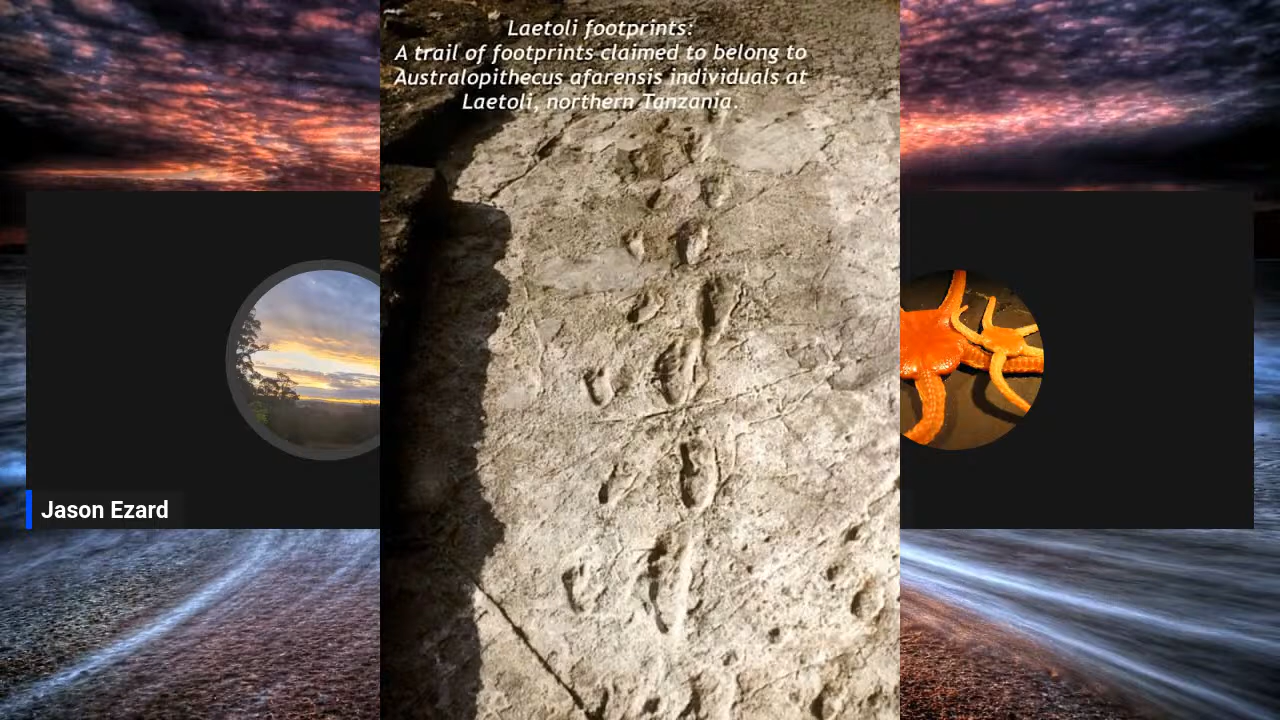 Laetoli footprints:
A trail of footprints claimed to belong to
Australopithecus afarensis individuals at
Laetoli, northern Tanzania.
Jason Ezard